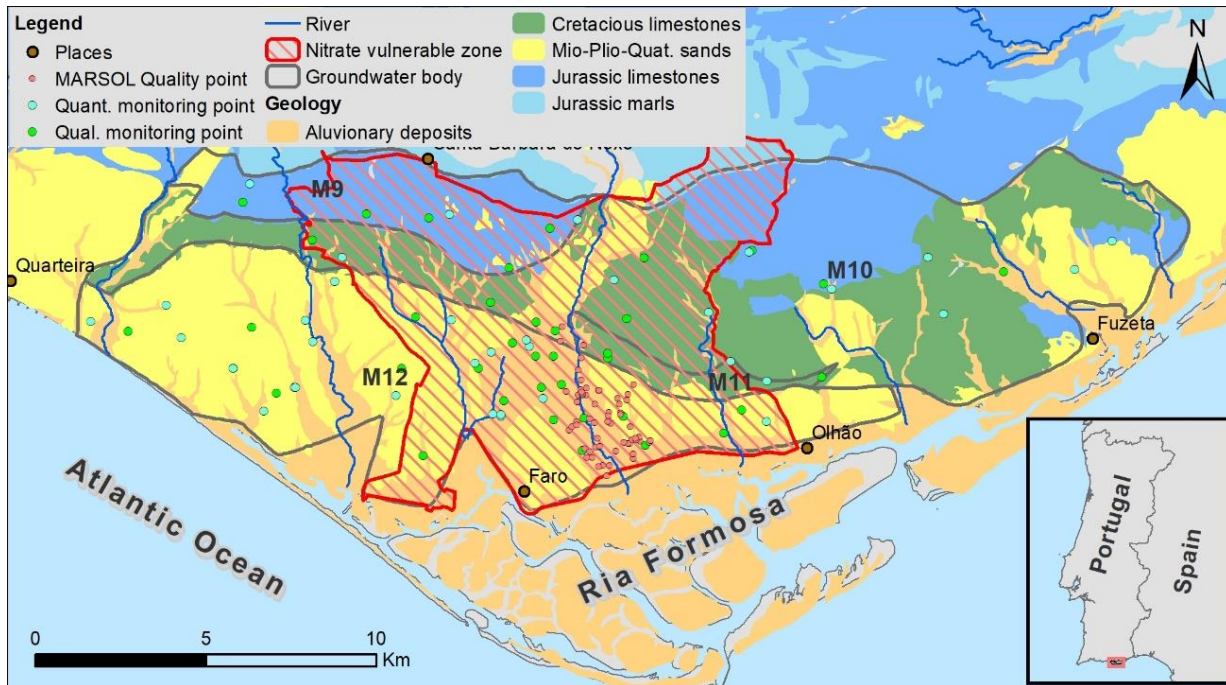 Legend
Places
MARSOL Quality point
Quant. monitoring point
Qual. monitoring point
River
Nitrate vulnerable zone
Groundwater body
Geology
Aluvionary deposits
Cretacious limestones
Mio-Plio-Quat. sands
Jurassic limestones
Jurassic marls
N
M9
Quarteira
M10
Fuzeta
M12
M11
Olhão
Faro
Atlantic Ocean
Ria Formosa
Portugal
Spain
0 5 10
Km